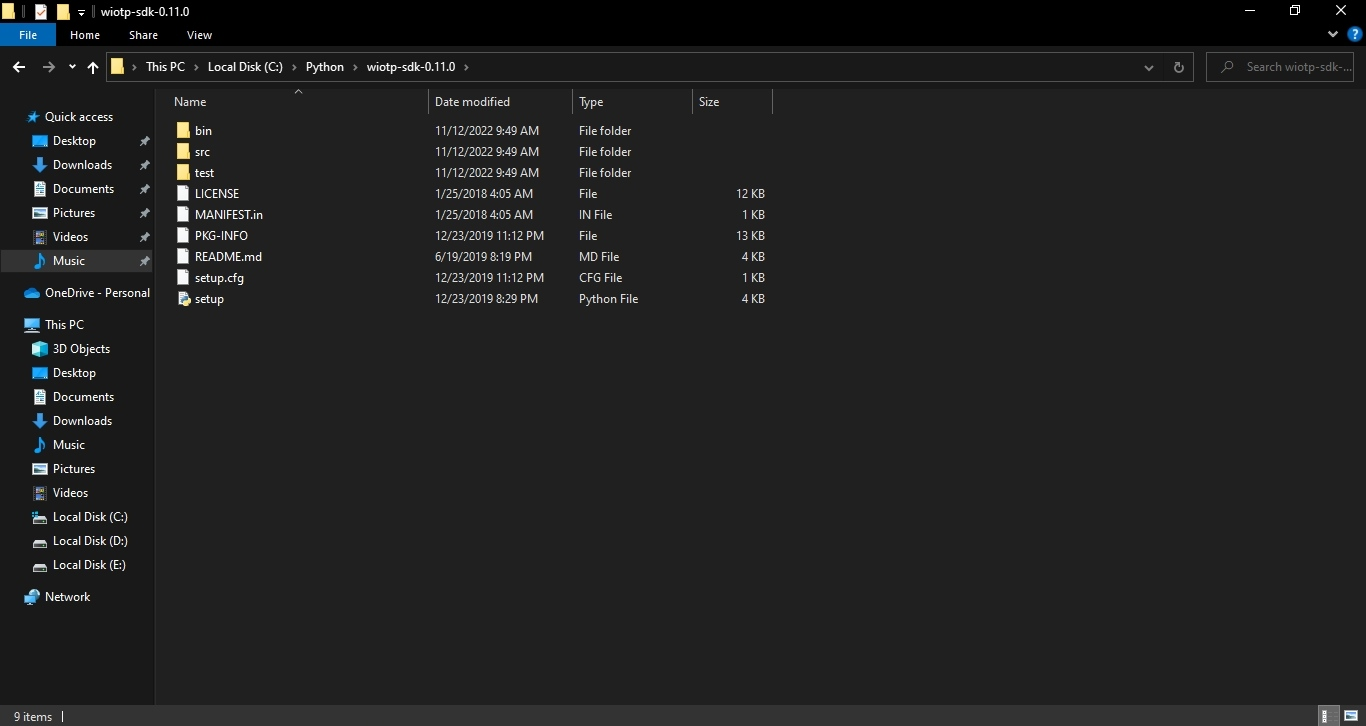 wiotp-sdk-0.11.0
File Home Share View
This PC Local Disk (C:) Python wiotp-sdk-0.11.0
Search wiotp-sdk-...
Quick access
Desktop
Downloads
Documents
Pictures
Videos
Music
OneDrive - Personal
This PC
3D Objects
Desktop
Documents
Downloads
Music
Pictures
Videos
Local Disk (C:)
Local Disk (D:)
Local Disk (E:)
Network
Name Date modified Type Size
bin 11/12/2022 9:49 AM File folder
src 11/12/2022 9:49 AM File folder
test 11/12/2022 9:49 AM File folder
LICENSE 1/25/2018 4:05 AM File 12 KB
MANIFEST.in 1/25/2018 4:05 AM IN File 1 KB
PKG-INFO 12/23/2019 11:12 PM File 13 KB
README.md 6/19/2019 8:19 PM MD File 4 KB
setup.cfg 12/23/2019 11:12 PM CFG File 1 KB
setup 12/23/2019 8:29 PM Python File 4 KB
9 items